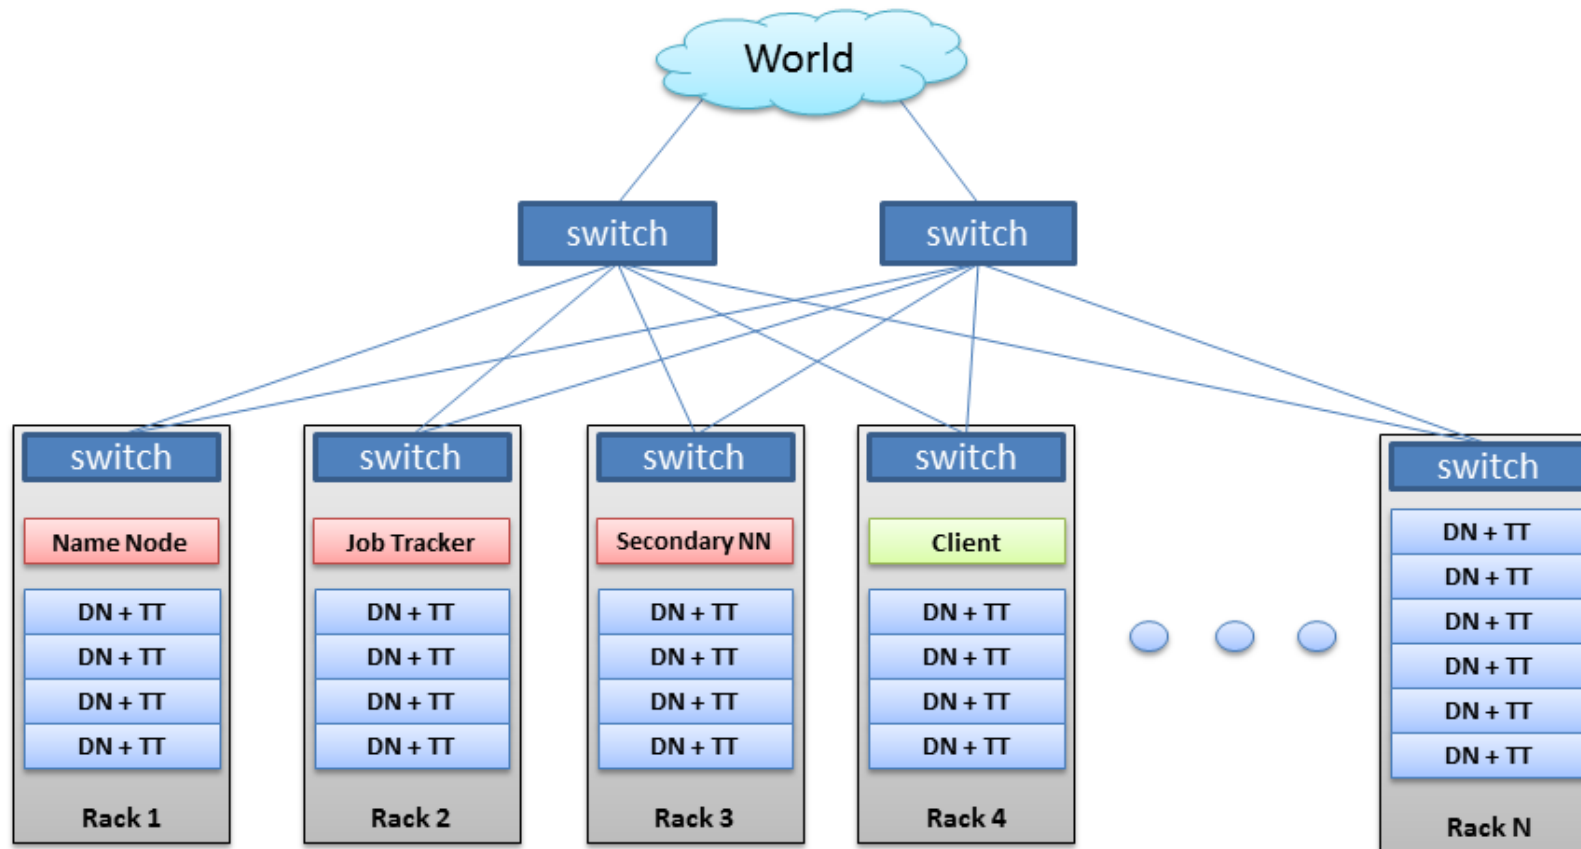 World
switch
switch
switch
switch
switch
switch
switch
Name Node
Job Tracker
Secondary NN
Client
DN + TT
DN + TT
DN + TT
DN + TT
Rack 1
DN + TT
DN + TT
DN + TT
DN + TT
Rack 2
DN + TT
DN + TT
DN + TT
DN + TT
Rack 3
DN + TT
DN + TT
DN + TT
DN + TT
Rack 4
DN + TT
DN + TT
DN + TT
DN + TT
DN + TT
DN + TT
Rack N